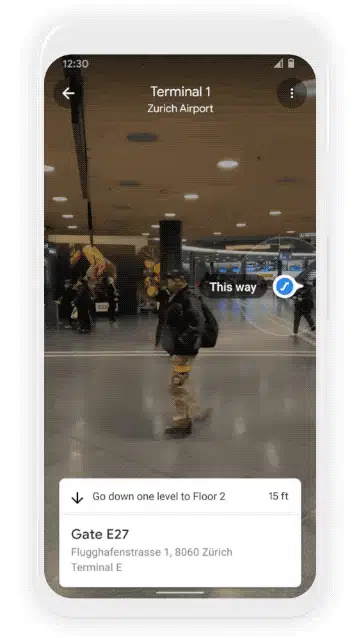 12:30
Terminal 1
Zurich Airport
This way
Go down one level to Floor 2 15 ft
Gate E27
Flugghafenstrasse 1, 8060 Zürich
Terminal E